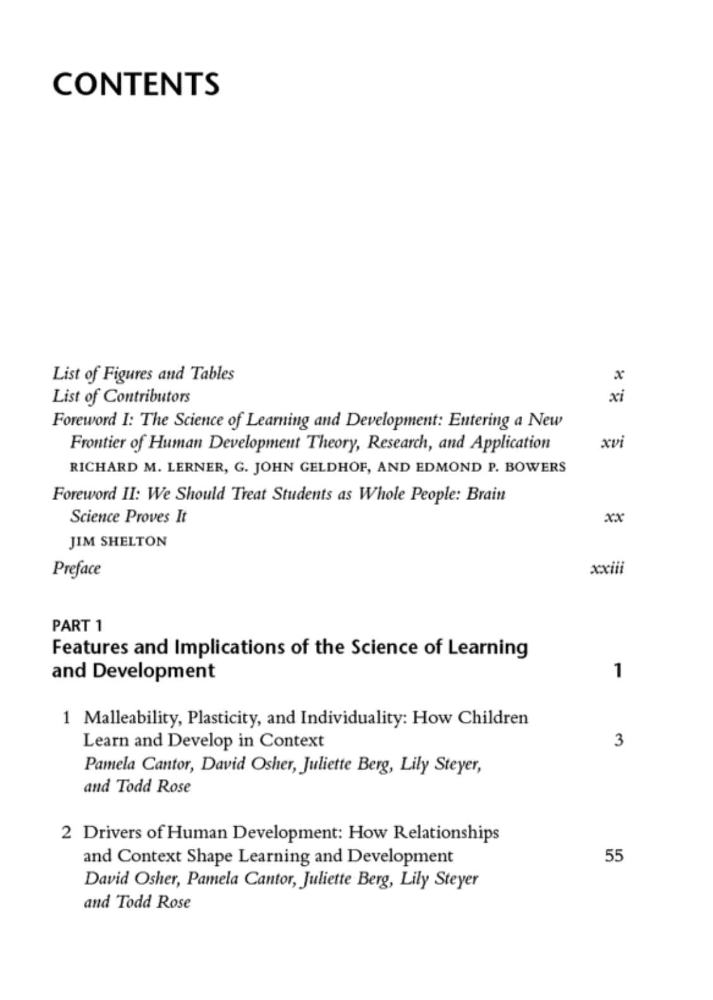 CONTENTS
List of Figures and Tables x
List of Contributors xi
Foreword I: The Science of Learning and Development: Entering a New
Frontier of Human Development Theory, Research, and Application xvi
RICHARD M. LERNER, G. JOHN GELDHOF, AND EDMOND P. BOWERS
Foreword II: We Should Treat Students as Whole People: Brain
Science Proves It xx
JIM SHELTON
Preface xxiii
PART 1
Features and Implications of the Science of Learning
and Development 1
1 Malleability, Plasticity, and Individuality: How Children
Learn and Develop in Context 3
Pamela Cantor, David Osher, Juliette Berg, Lily Steyer,
and Todd Rose
2 Drivers of Human Development: How Relationships
and Context Shape Learning and Development 55
David Osher, Pamela Cantor, Juliette Berg, Lily Steyer
and Todd Rose